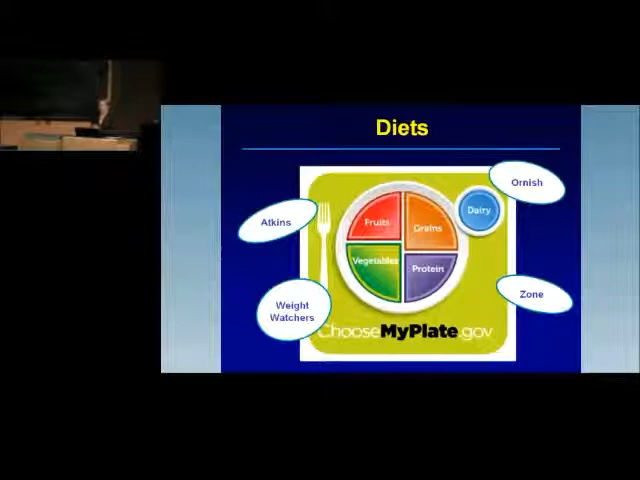 Diets
Ornish
Atkins
Fruits
Grains
Dairy
Vegetables
Protein
Zone
Weight
Watchers
ChooseMyPlate.gov